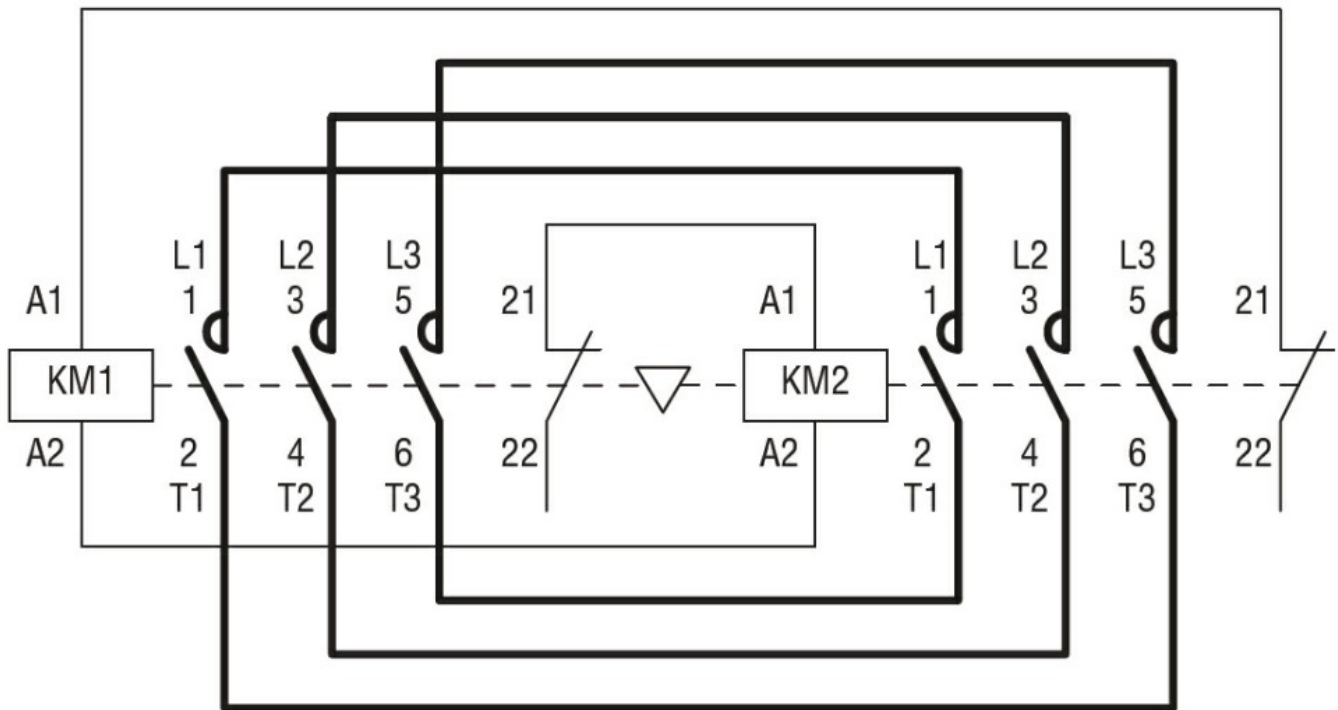 L1 L2 L3 L1 L2 L3
A1 1 3 5 21 A1 1 3 5 21
KM1 KM2
A2 2 4 6 22 A2 2 4 6 22
T1 T2 T3 T1 T2 T3